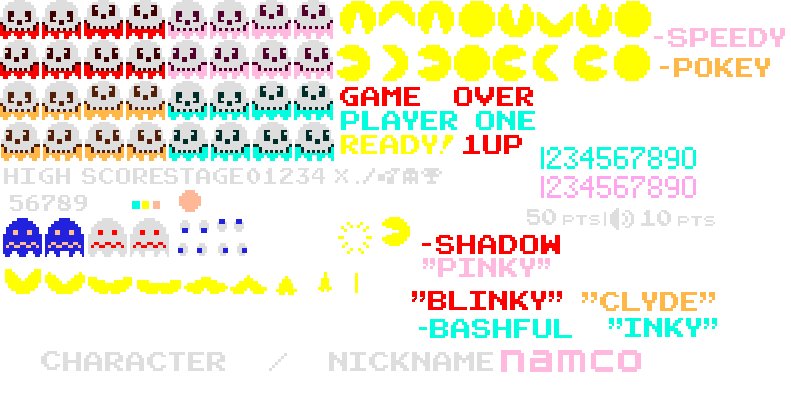 -SPEEDY
-POKEY
GAME OVER
PLAYER ONE
READY! 1UP
1234567890
HIGH SCORESTAGE01234 X ./
1234567890
56789
50 PTS 10 PTS
-SHADOW
"PINKY"
"BLINKY" "CLYDE"
-BASHFUL "INKY"
CHARACTER / NICKNAME namco